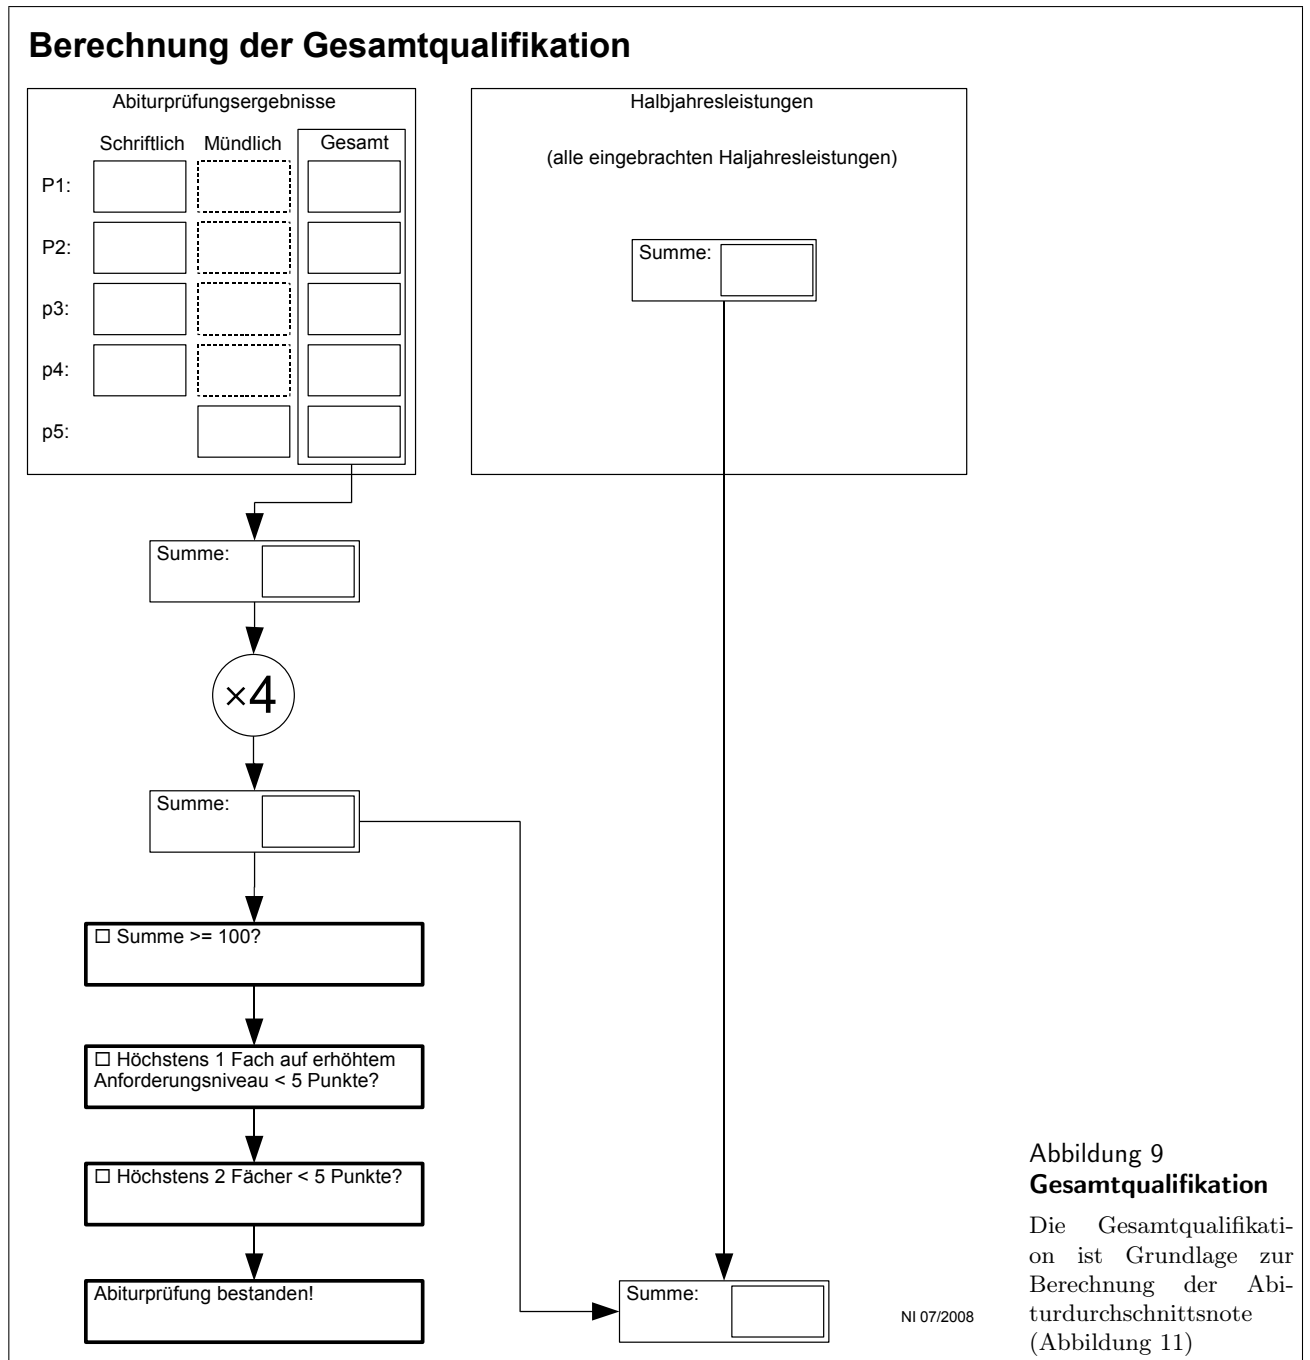 Berechnung der Gesamtqualifikation
Abiturprüfungsergebnisse
Schriftlich Mündlich Gesamt
P1:
P2:
p3:
p4:
p5:
Halbjahresleistungen
(alle eingebrachten Haljahresleistungen)
Summe:
Summe:
×4
Summe:
☐ Summe >= 100?
☐ Höchstens 1 Fach auf erhöhtem
Anforderungsniveau < 5 Punkte?
☐ Höchstens 2 Fächer < 5 Punkte?
Abiturprüfung bestanden!
Summe:
NI 07/2008
Abbildung 9
Gesamtqualifikation
Die Gesamtqualifikati-
on ist Grundlage zur
Berechnung der Abi-
turdurchschnittsnote
(Abbildung 11)